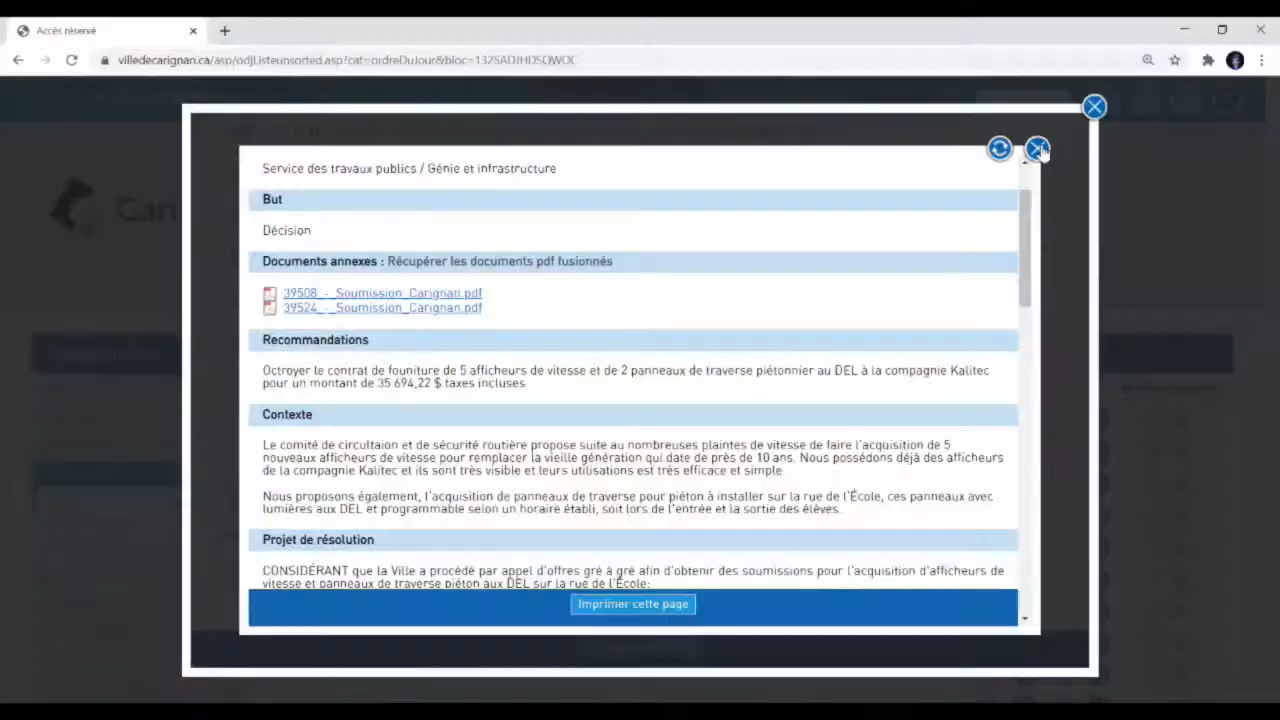 Accès réservé
villedecarignan.ca/asp/odjListeunsorted.asp?cat=ordreDuJour&bloc=
Car
Service des travaux publics / Génie et infrastructure
But
Décision
Documents annexes : Récupérer les documents pdf fusionnés
39508_-_Soumission_Carignan.pdf
39524_-_Soumission_Carignan.pdf
Recommandations
Octroyer le contrat de founiture de 5 afficheurs de vitesse et de 2 panneaux de traverse piétonnier au DEL à la compagnie Kalitec
pour un montant de 35 694,22 $ taxes incluses.
Contexte
Le comité de circultaion et de sécurité routière propose suite au nombreuses plaintes de vitesse de faire l'acquisition de 5
nouveaux afficheurs de vitesse pour remplacer la vieille génération qui date de près de 10 ans. Nous possédons déjà des afficheurs
de la compagnie Kalitec et ils sont très visible et leurs utilisations est très efficace et simple.
Nous proposons également, l'acquisition de panneaux de traverse pour piéton à installer sur la rue de l'École, ces panneaux avec
lumières aux DEL et programmable selon un horaire établi, soit lors de l'entrée et la sortie des élèves.
Projet de résolution
CONSIDÉRANT que la Ville a procédé par appel d'offres gré à gré afin d'obtenir des soumissions pour l'acquisition d'afficheurs de
vitesse et panneaux de traverse piéton aux DEL sur la rue de l'École;
Imprimer cette page